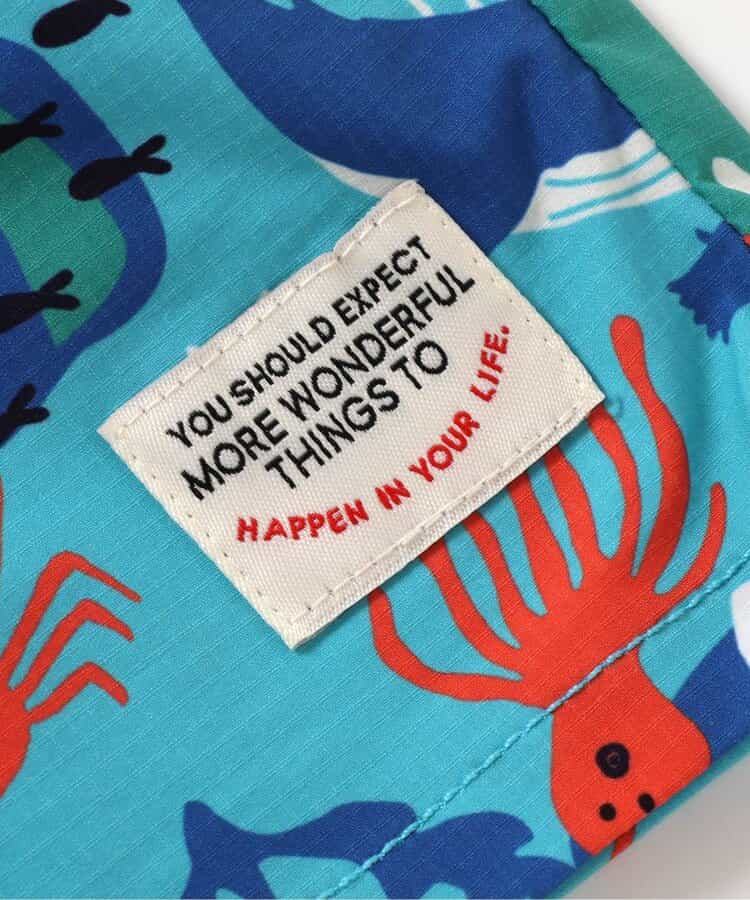 YOU SHOULD EXPECT
MORE WONDERFUL
THINGS TO
HAPPEN IN YOUR LIFE.